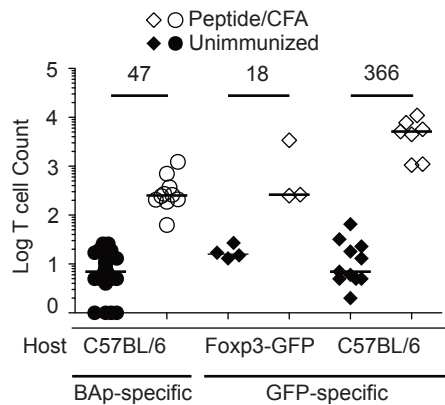 Peptide/CFA
Unimmunized
47 18 366
Log T cell Count
5
4
3
2
1
0
Host C57BL/6 Foxp3-GFP C57BL/6
BAp-specific GFP-specific